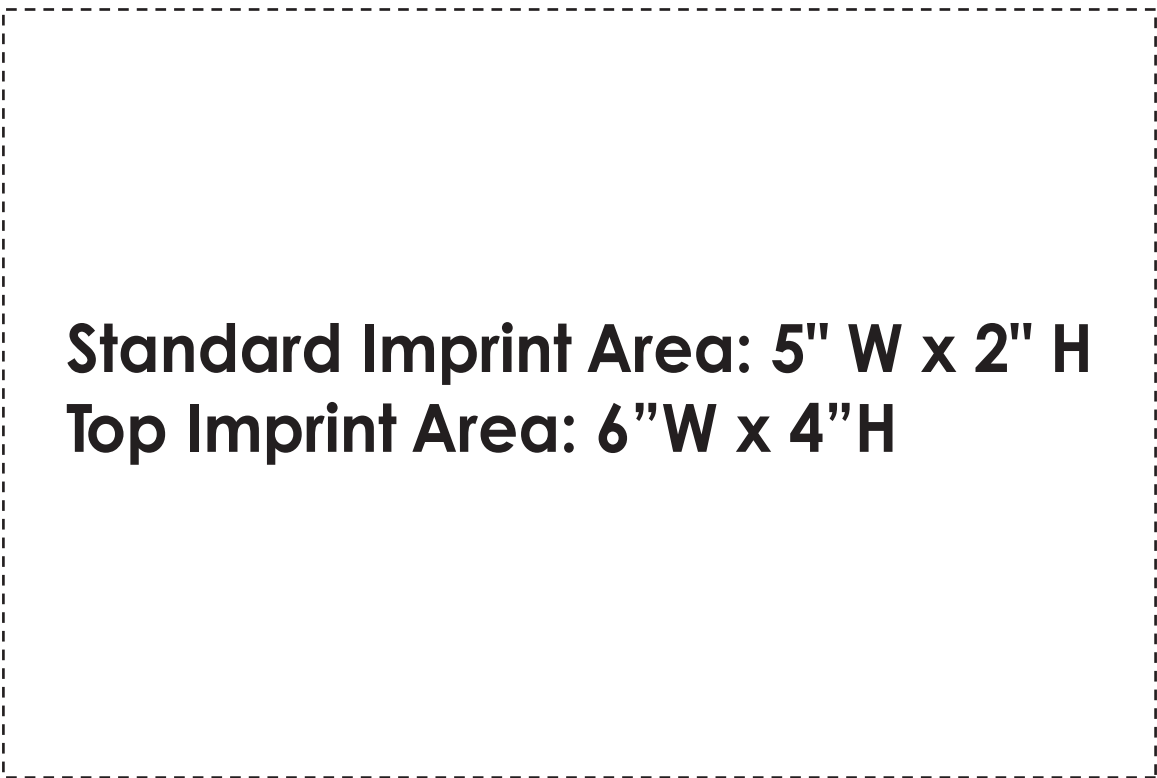 Standard Imprint Area: 5" W x 2" H
Top Imprint Area: 6”W x 4”H